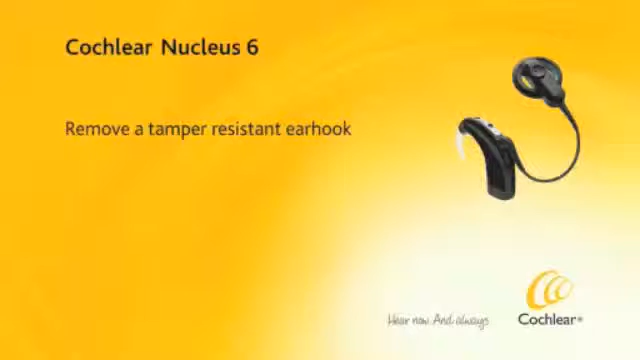 Cochlear Nucleus 6
Remove a tamper resistant earhook
Hear now. And always
Cochlear®